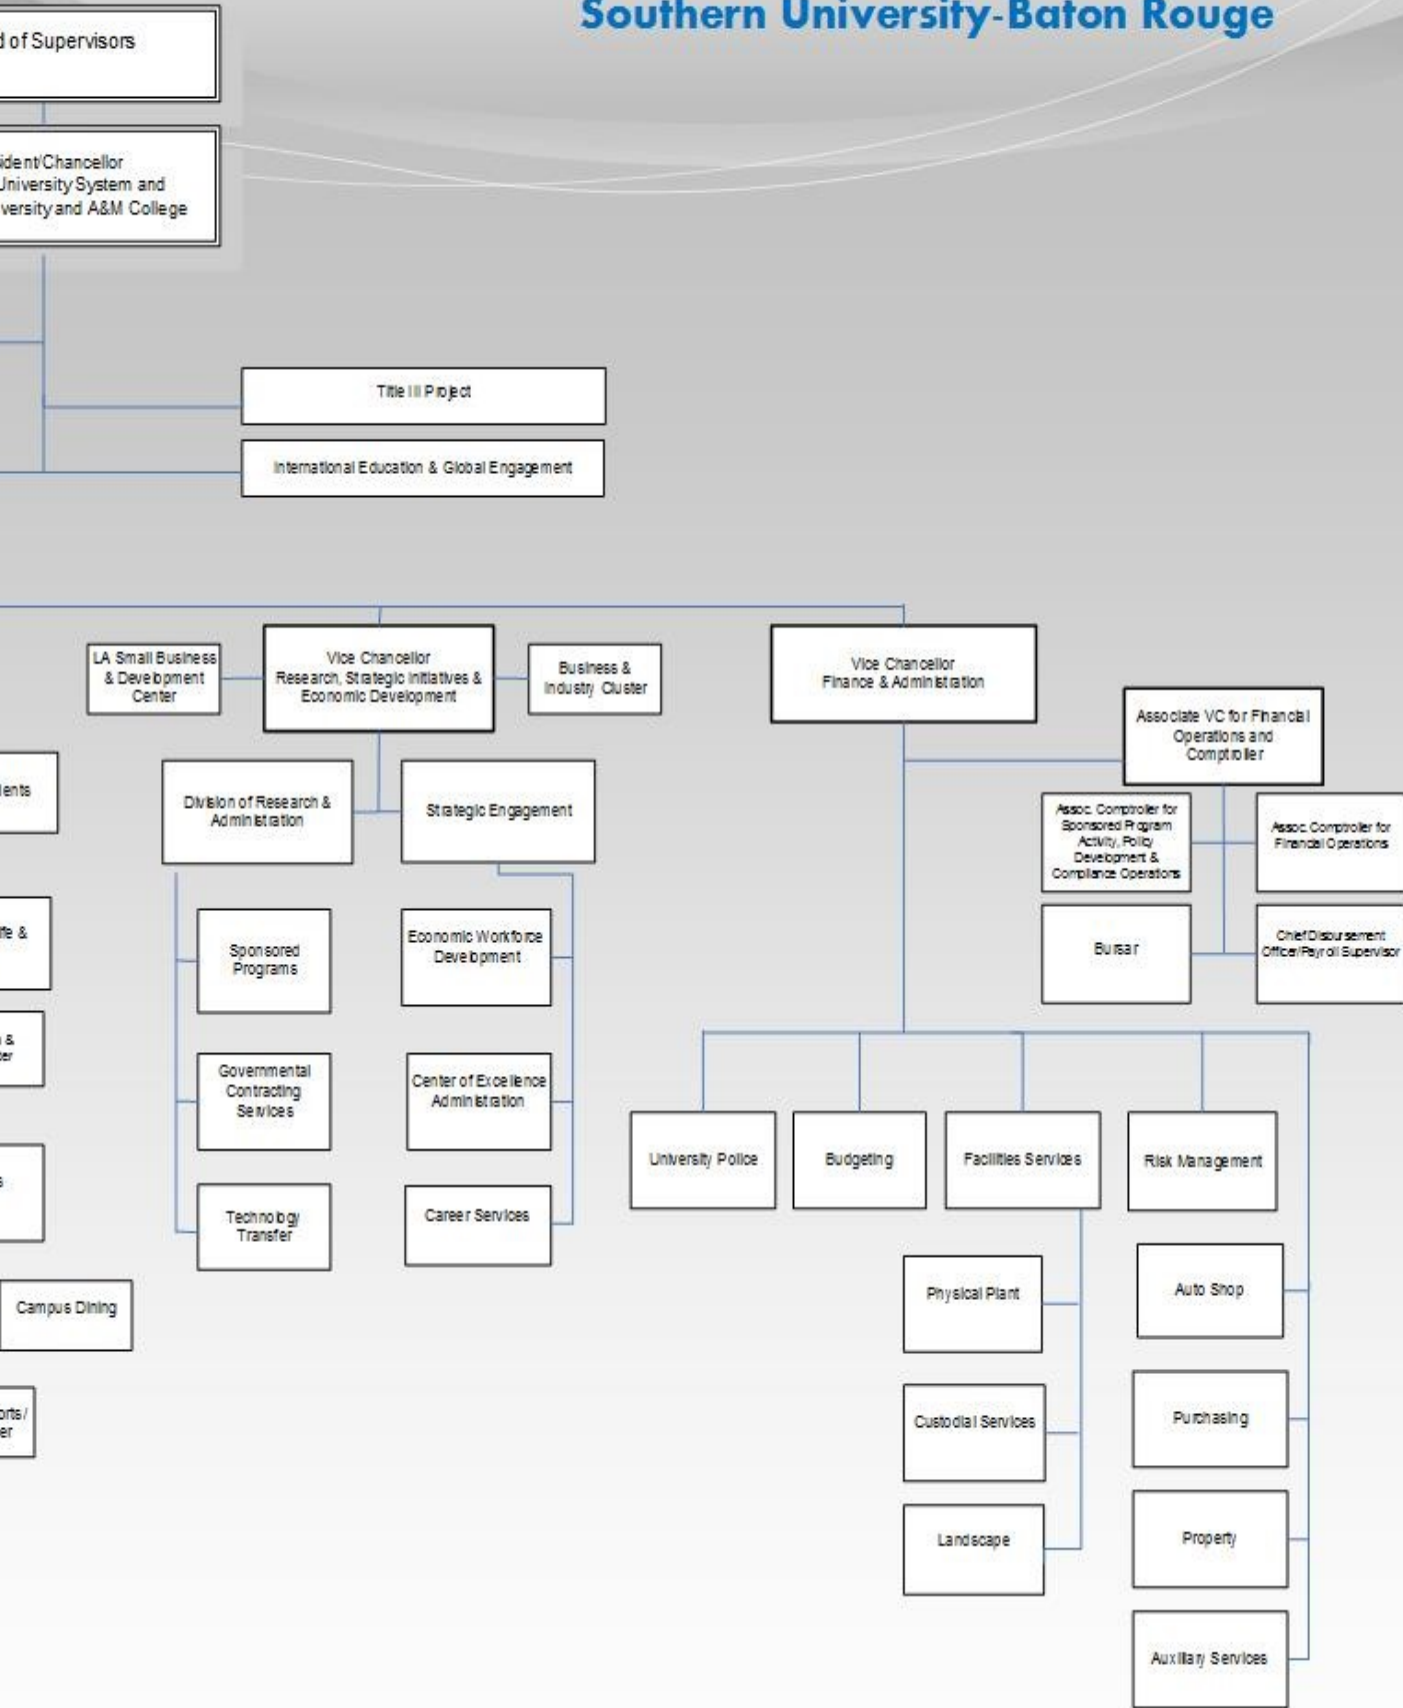 Southern University-Baton Rouge
d of Supervisors
ident/Chancellor
University System and
versity and A&M College
Title III Project
International Education & Global Engagement
LA Small Business
& Development
Center
Vice Chancellor
Research, Strategic Initiatives &
Economic Development
Business &
Industry Cluster
Vice Chancellor
Finance & Administration
Associate VC for Financial
Operations and
Comptroller
ients
Division of Research &
Administration
Strategic Engagement
Assoc. Comptroller for
Sponsored Program
Activity, Policy
Development &
Compliance Operations
Assoc. Comptroller for
Financial Operations
ife &
Sponsored
Programs
Economic Workforce
Development
Bursar
Chief Disbursement
Officer/Payroll Supervisor
&
er
Governmental
Contracting
Services
Center of Excellence
Administration
University Police
Budgeting
Facilities Services
Risk Management
s
Technology
Transfer
Career Services
Campus Dining
Physical Plant
Auto Shop
orts/
er
Custodial Services
Purchasing
Landscape
Property
Auxiliary Services